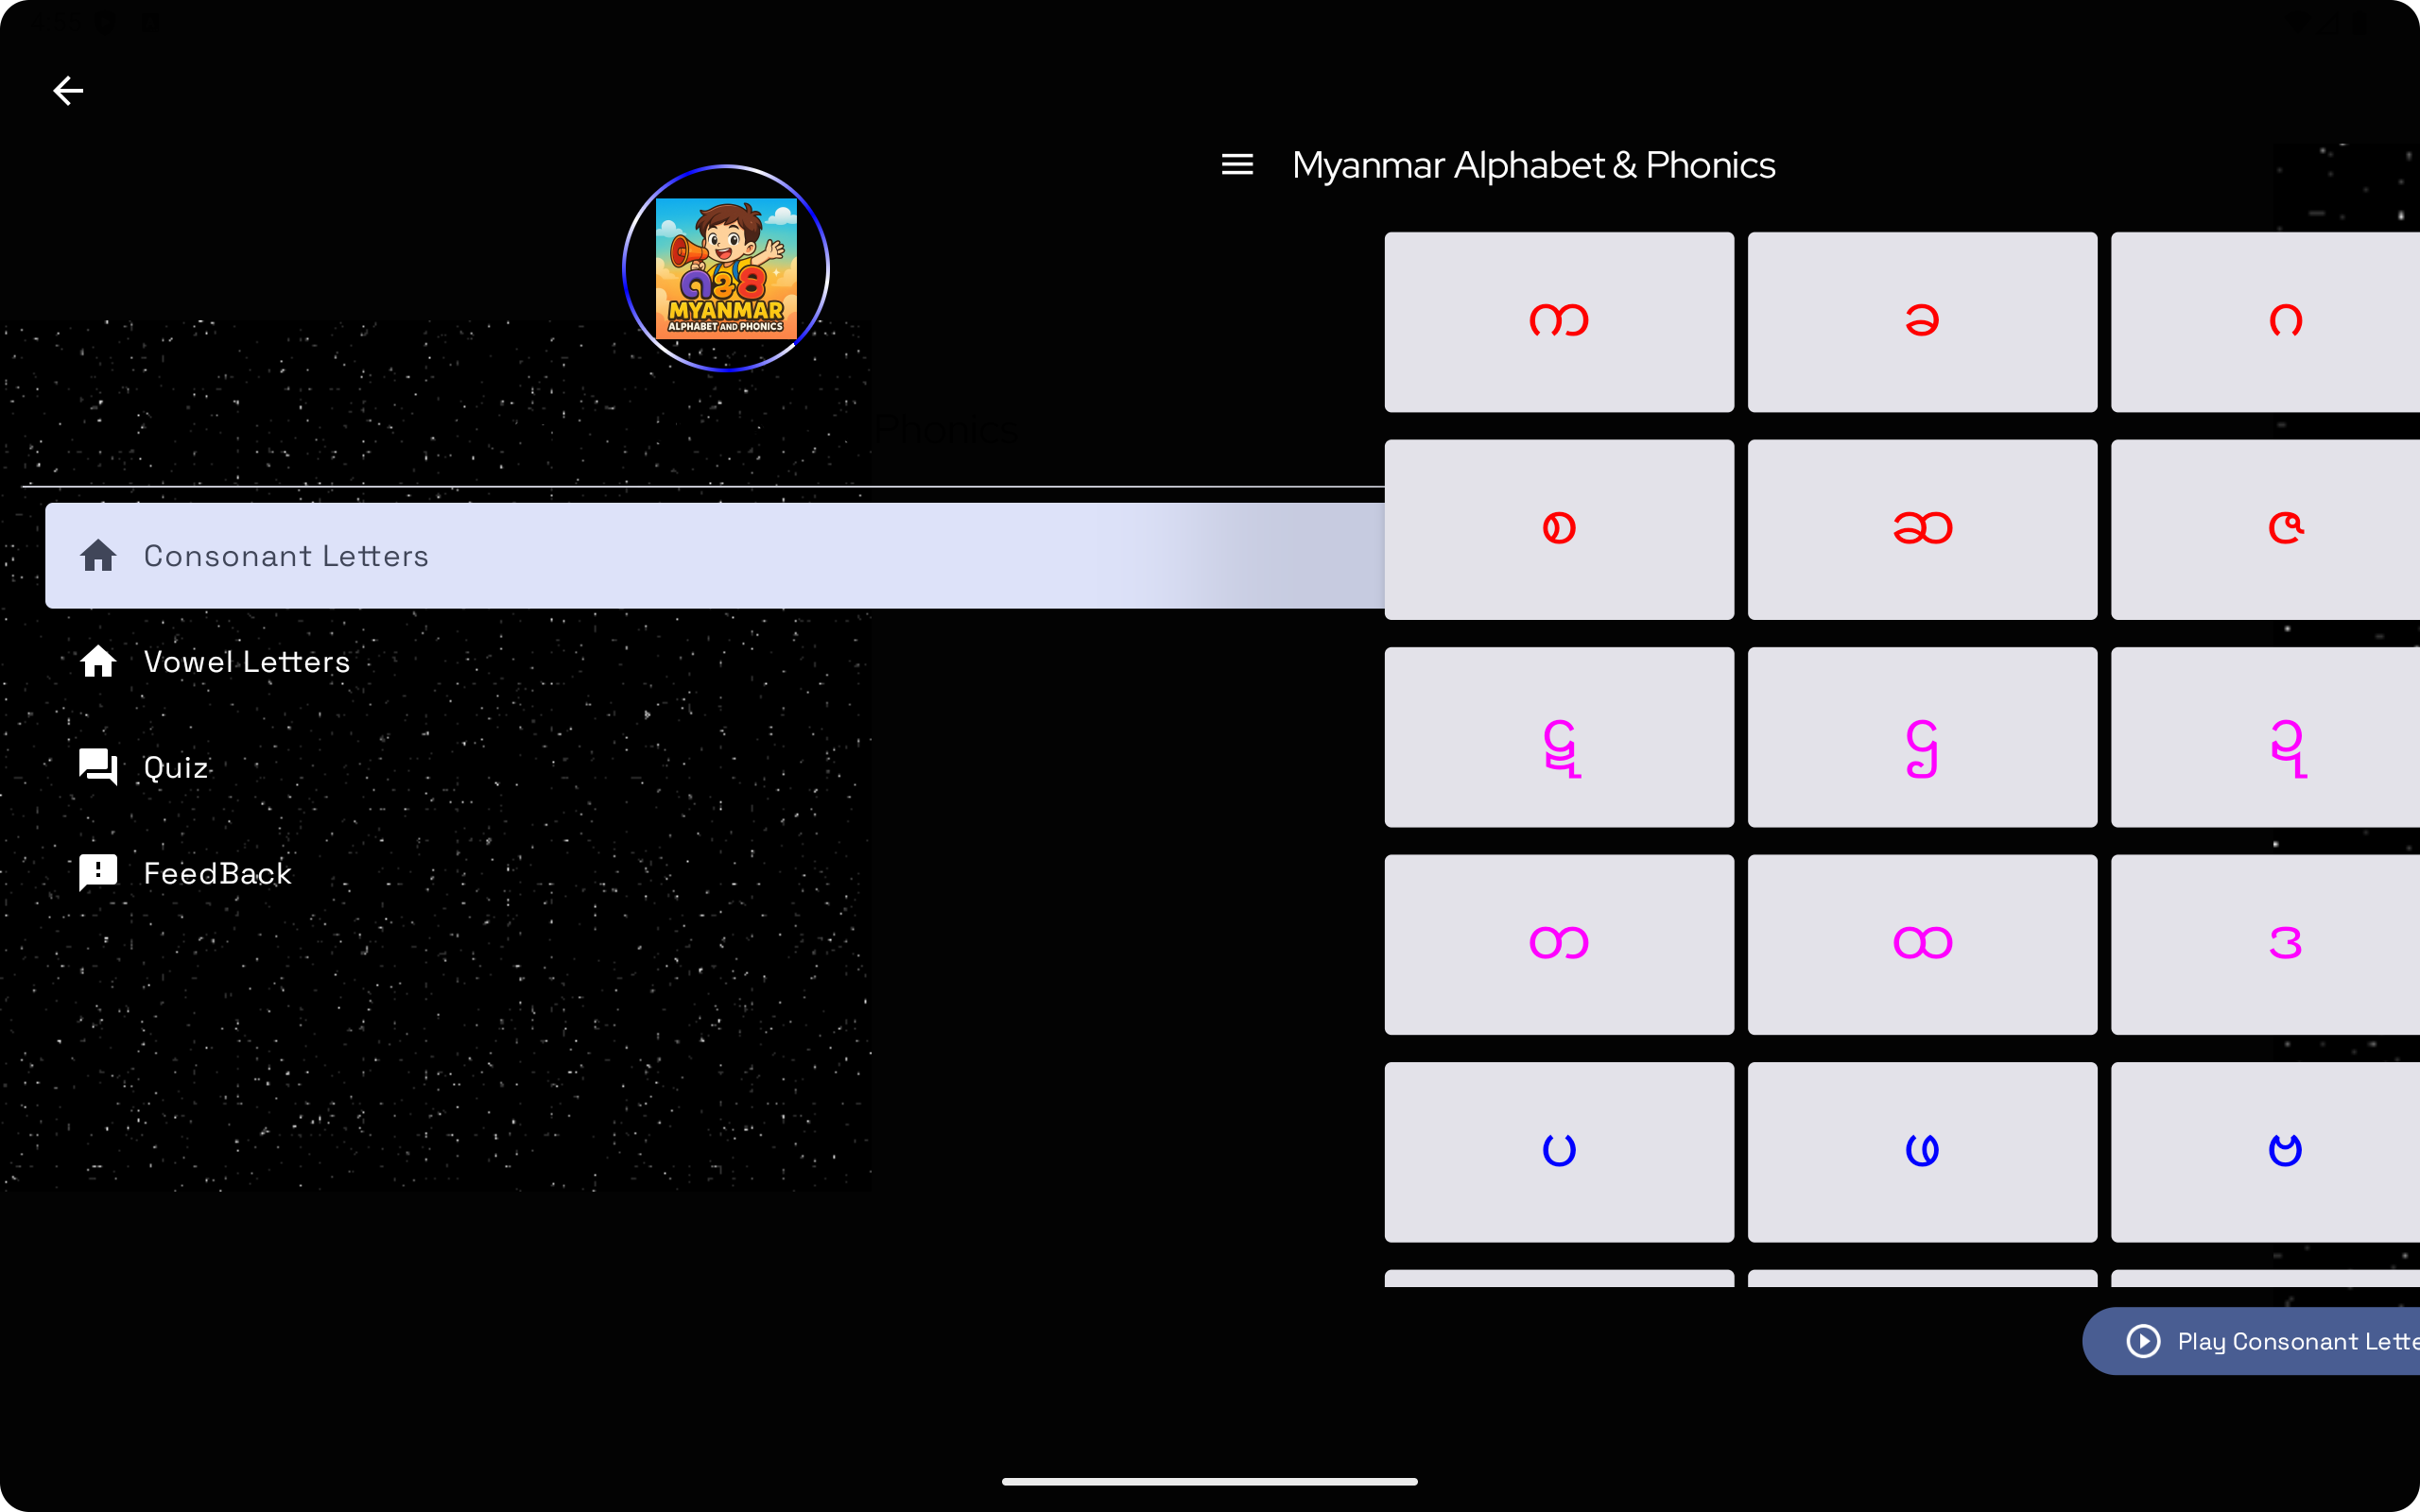 Myanmar Alphabet & Phonics
MYANMAR
ALPHABET AND PHONICS
Phonics
Consonant Letters
Vowel Letters
Quiz
FeedBack
က ခ ဂ
စ ဆ ဇ
ဋ ဌ ဍ
တ ထ ဒ
ပ ဖ ဗ
Play Consonant Lette